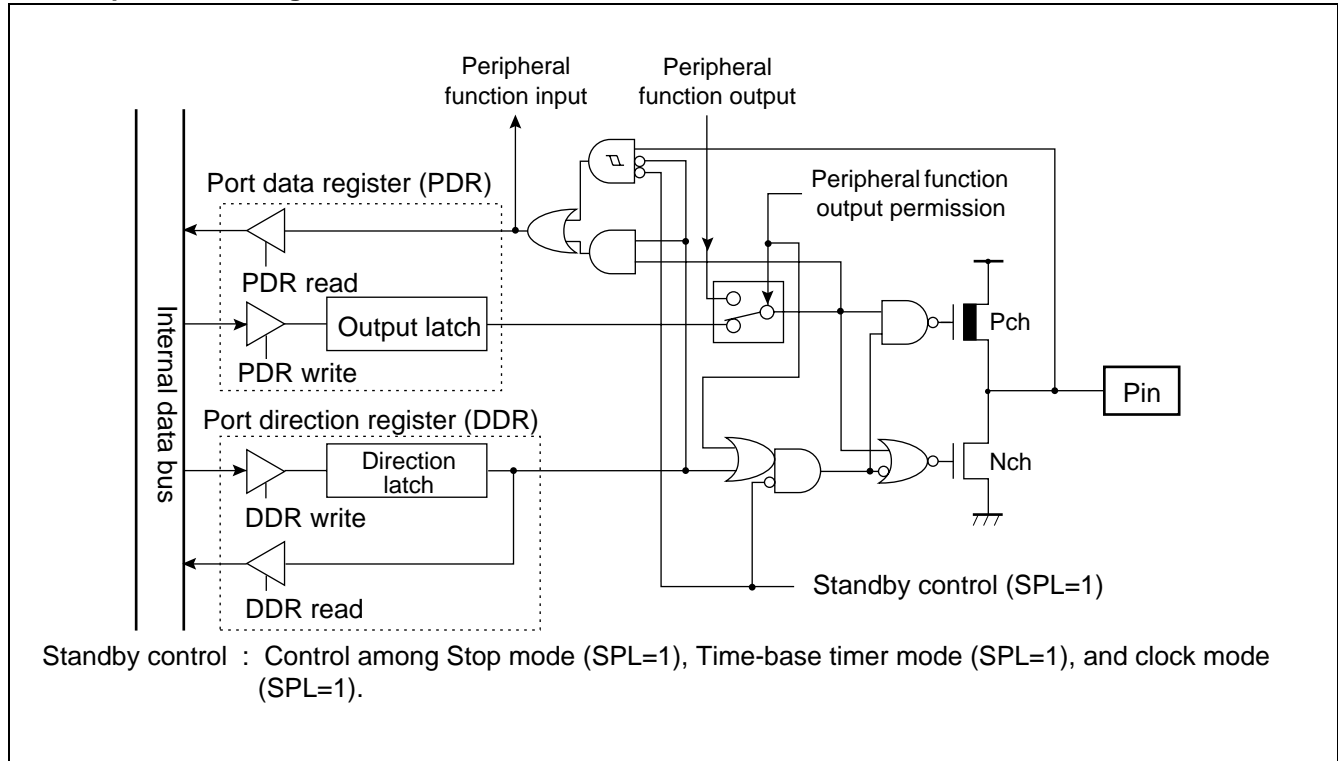 Peripheral
function input
Peripheral
function output
Port data register (PDR)
Peripheral function
output permission
PDR read
Output latch
PDR write
Pch
Pin
Internal data bus
Port direction register (DDR)
Direction
latch
Nch
DDR write
Standby control (SPL=1)
DDR read
Standby control : Control among Stop mode (SPL=1), Time-base timer mode (SPL=1), and clock mode
(SPL=1).